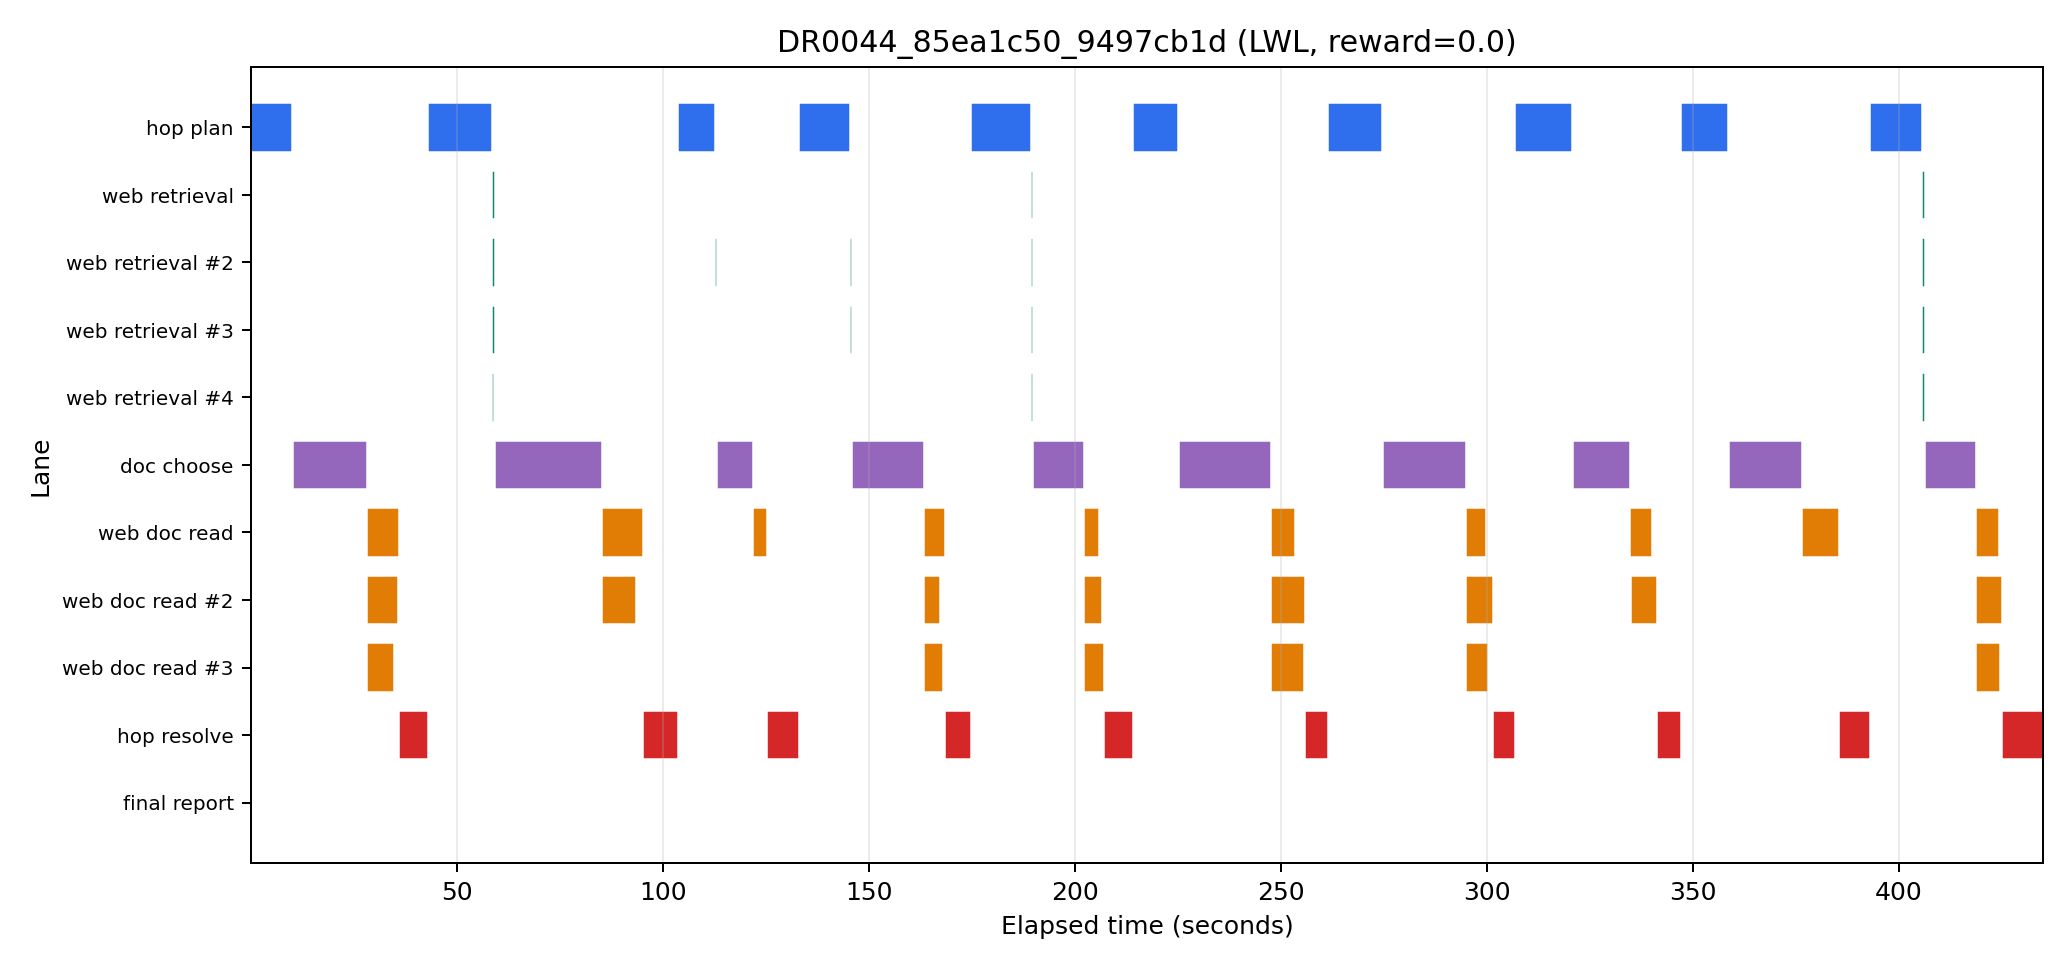 DR0044_85ea1c50_9497cb1d (LWL, reward=0.0)
hop plan
web retrieval
web retrieval #2
web retrieval #3
web retrieval #4
doc choose
web doc read
web doc read #2
web doc read #3
hop resolve
final report
Lane
50 100 150 200 250 300 350 400
Elapsed time (seconds)